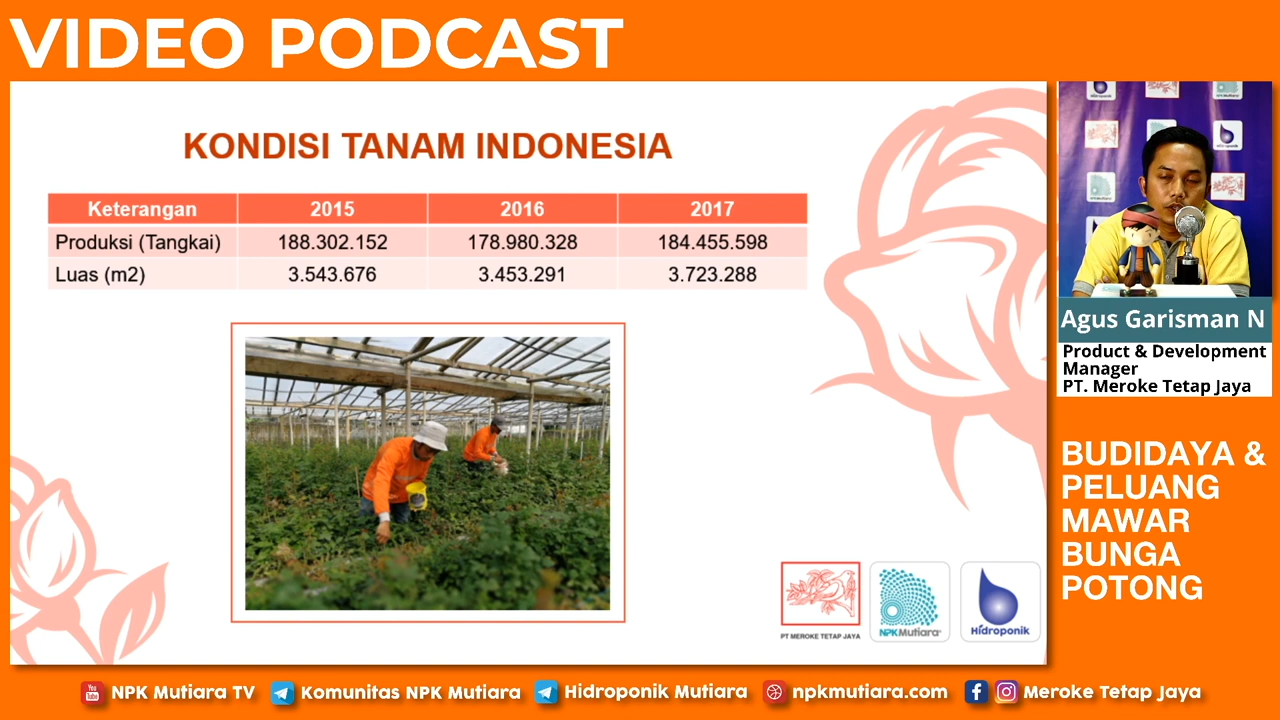 VIDEO PODCAST
KONDISI TANAM INDONESIA
Keterangan 2015 2016 2017
Produksi (Tangkai) 188.302.152 178.980.328 184.455.598
Luas (m2) 3.543.676 3.453.291 3.723.288
PT MEROKE TETAP JAYA
NPKMutiara
Hidroponik
Agus Garisman N
Product & Development
Manager
PT. Meroke Tetap Jaya
BUDIDAYA &
PELUANG
MAWAR
BUNGA
POTONG
You Tube
NPK Mutiara TV Komunitas NPK Mutiara Hidroponik Mutiara npkmutiara.com Meroke Tetap Jaya